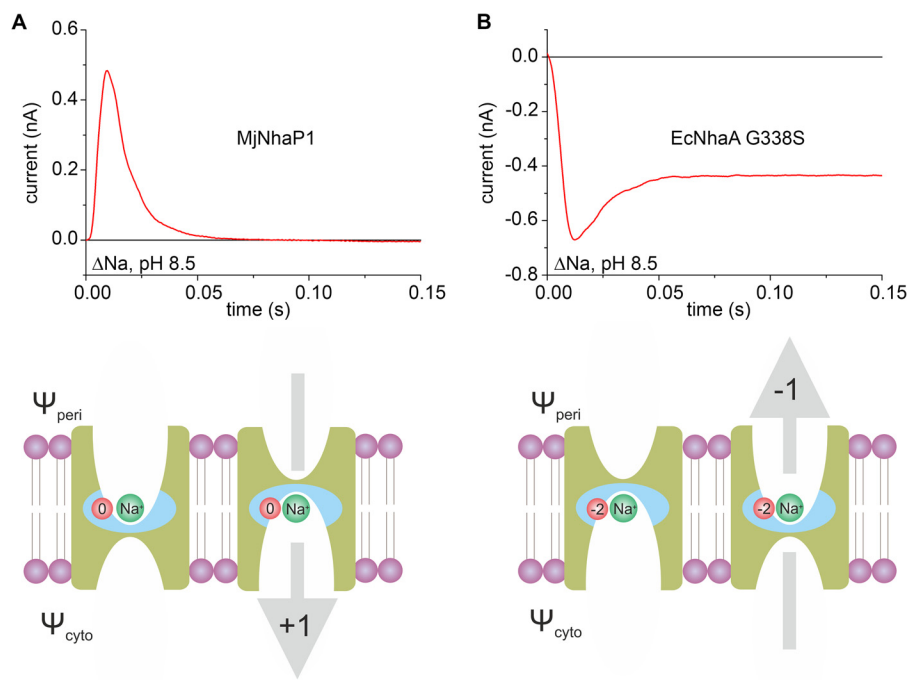 A
0.6
0.4
0.2
0.0
current (nA)
MjNhaP1
ΔNa, pH 8.5
0.00
0.05
0.10
0.15
time (s)
B
0.0
-0.2
-0.4
-0.6
-0.8
current (nA)
EcNhaA G338S
ΔNa, pH 8.5
0.00
0.05
0.10
0.15
time (s)
Ψperi
0 Na+
0 Na+
Ψcyto
+1
Ψperi
-1
-2 Na+
-2 Na+
Ψcyto